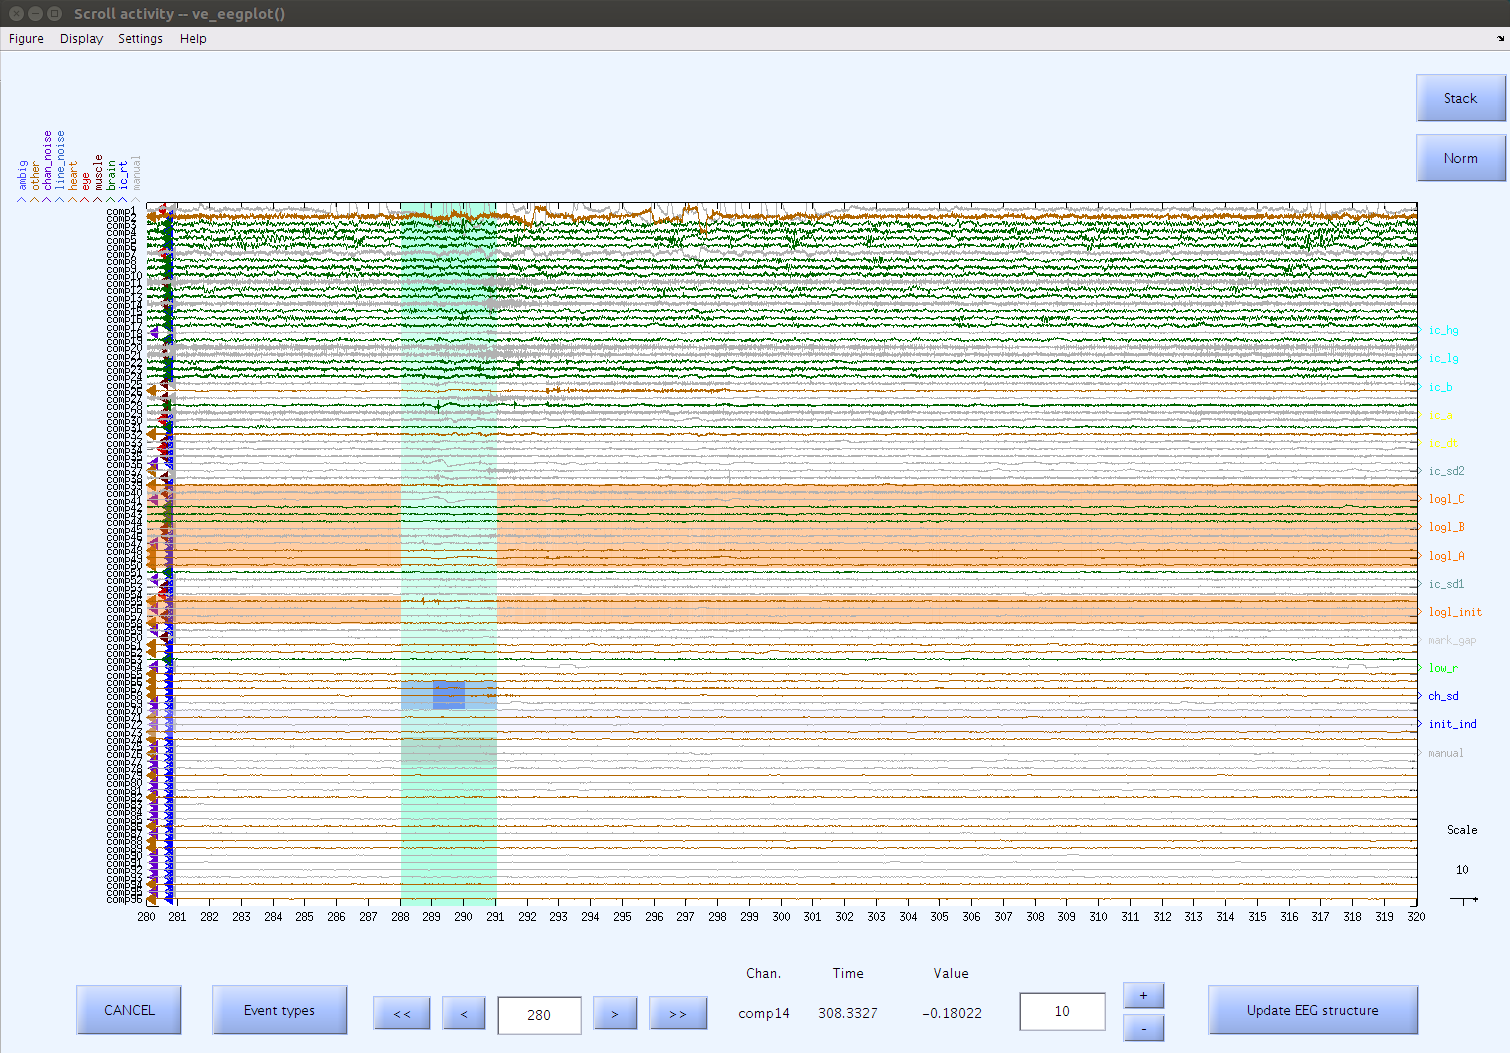 Scroll activity -- ve_eegplot()
Figure Display Settings Help
Stack
Norm
ambig
other
chan_noise
line_noise
heart
eye
muscle
brain
ic_rt
manual
comp1
comp2
comp3
comp4
comp5
comp6
comp7
comp8
comp9
comp10
comp11
comp12
comp13
comp14
comp15
comp16
comp17
comp18
comp19
comp20
comp21
comp22
comp23
comp24
comp25
comp26
comp27
comp28
comp29
comp30
comp31
comp32
comp33
comp34
comp35
comp36
comp37
comp38
comp39
comp40
comp41
comp42
comp43
comp44
comp45
comp46
comp47
comp48
comp49
comp50
comp51
comp52
comp53
comp54
comp55
comp56
comp57
comp58
comp59
comp60
comp61
comp62
comp63
comp64
comp65
comp66
comp67
comp68
comp69
comp70
comp71
comp72
comp73
comp74
comp75
comp76
comp77
comp78
comp79
comp80
comp81
comp82
comp83
comp84
comp85
comp86
comp87
comp88
comp89
comp90
comp91
comp92
comp93
comp94
comp95
comp96
ic_hg
ic_lg
ic_b
ic_a
ic_dt
ic_sd2
logl_C
logl_B
logl_A
ic_sd1
logl_init
mark_gap
low_r
ch_sd
init_ind
manual
Scale
10
280 281 282 283 284 285 286 287 288 289 290 291 292 293 294 295 296 297 298 299 300 301 302 303 304 305 306 307 308 309 310 311 312 313 314 315 316 317 318 319 320
Chan. Time Value
CANCEL Event types << < 280 > >> comp14 308.3327 -0.18022 10 + - Update EEG structure